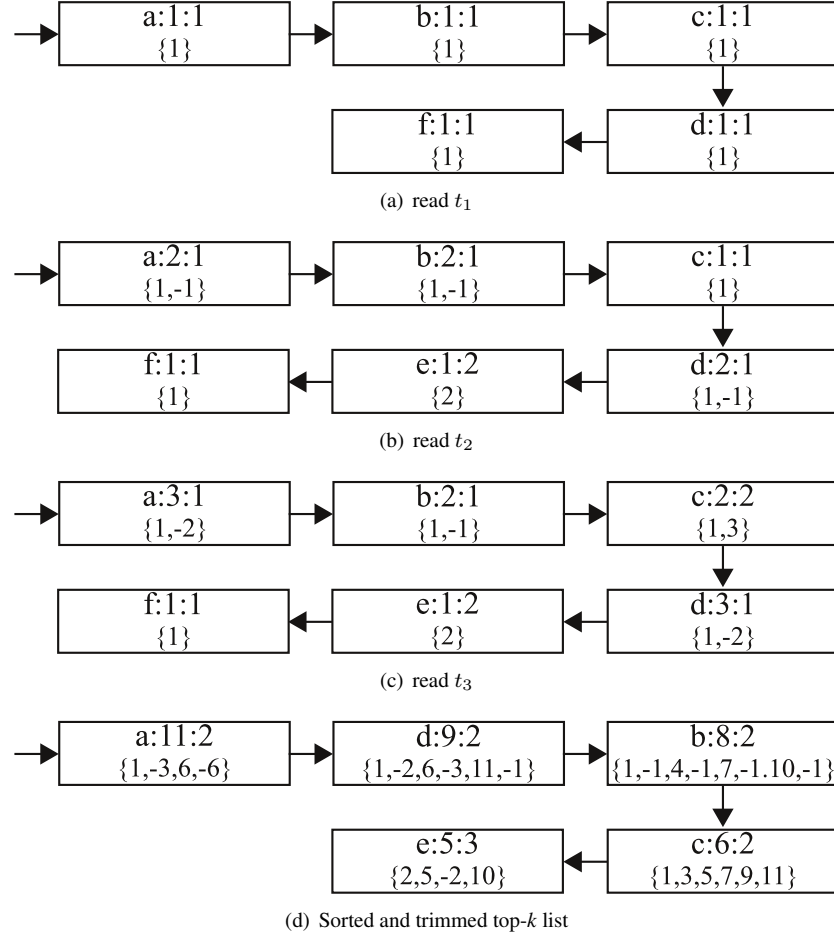 a:1:1
{1}
b:1:1
{1}
c:1:1
{1}
f:1:1
{1}
d:1:1
{1}
(a) read t1
a:2:1
{1,-1}
b:2:1
{1,-1}
c:1:1
{1}
f:1:1
{1}
e:1:2
{2}
d:2:1
{1,-1}
(b) read t2
a:3:1
{1,-2}
b:2:1
{1,-1}
c:2:2
{1,3}
f:1:1
{1}
e:1:2
{2}
d:3:1
{1,-2}
(c) read t3
a:11:2
{1,-3,6,-6}
d:9:2
{1,-2,6,-3,11,-1}
b:8:2
{1,-1,4,-1,7,-1.10,-1}
e:5:3
{2,5,-2,10}
c:6:2
{1,3,5,7,9,11}
(d) Sorted and trimmed top-k list